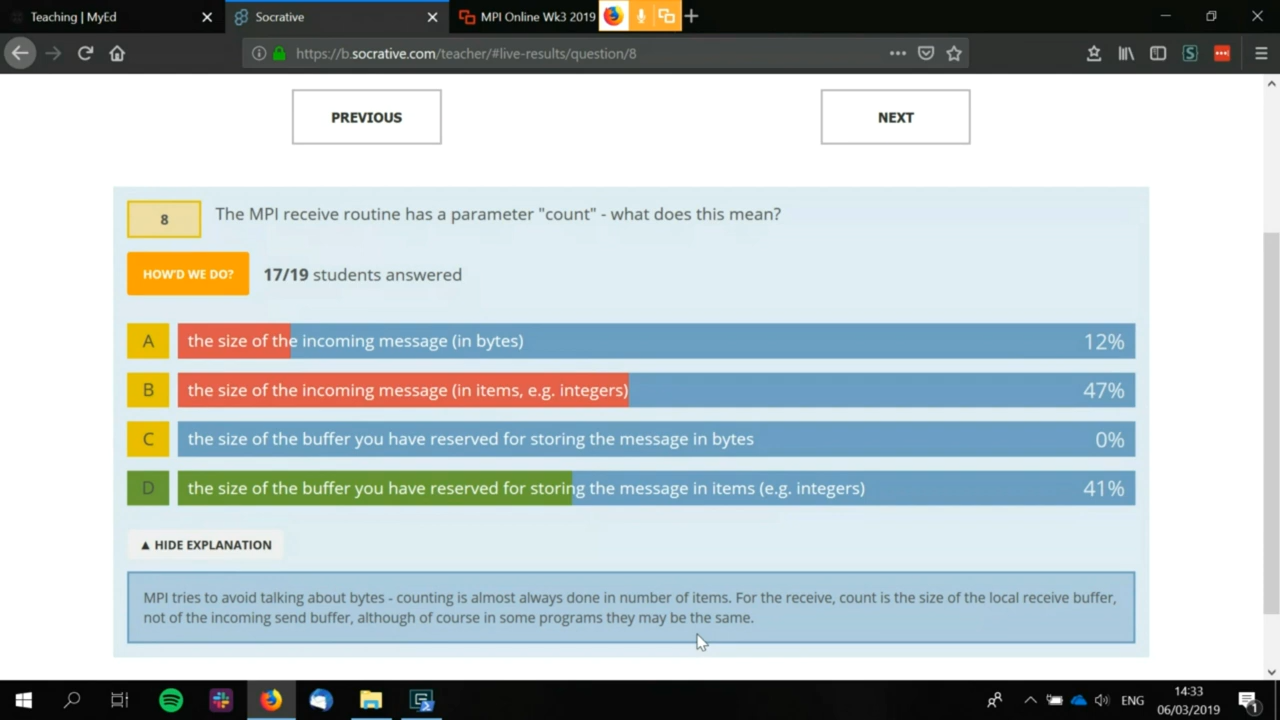 Teaching | MyEd
Socrative
MPI Online Wk3 2019
https://b.socrative.com/teacher/#live-results/question/8
PREVIOUS
NEXT
8
The MPI receive routine has a parameter "count" - what does this mean?
HOW'D WE DO?
17/19 students answered
A the size of the incoming message (in bytes) 12%
B the size of the incoming message (in items, e.g. integers) 47%
C the size of the buffer you have reserved for storing the message in bytes 0%
D the size of the buffer you have reserved for storing the message in items (e.g. integers) 41%
▲ HIDE EXPLANATION
MPI tries to avoid talking about bytes - counting is almost always done in number of items. For the receive, count is the size of the local receive buffer,
not of the incoming send buffer, although of course in some programs they may be the same.
ENG
14:33
06/03/2019
1